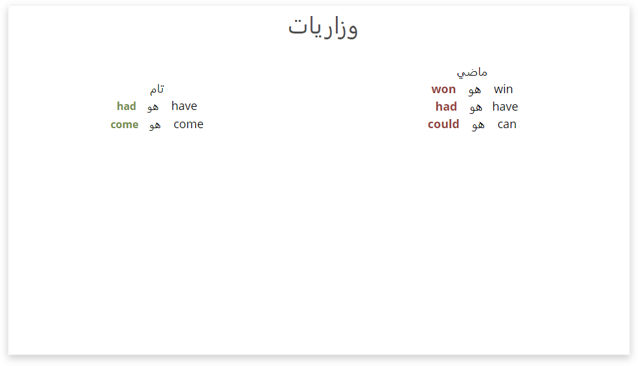 وزاريات
ماضي
win هو won
have هو had
can هو could
تام
have هو had
come هو come